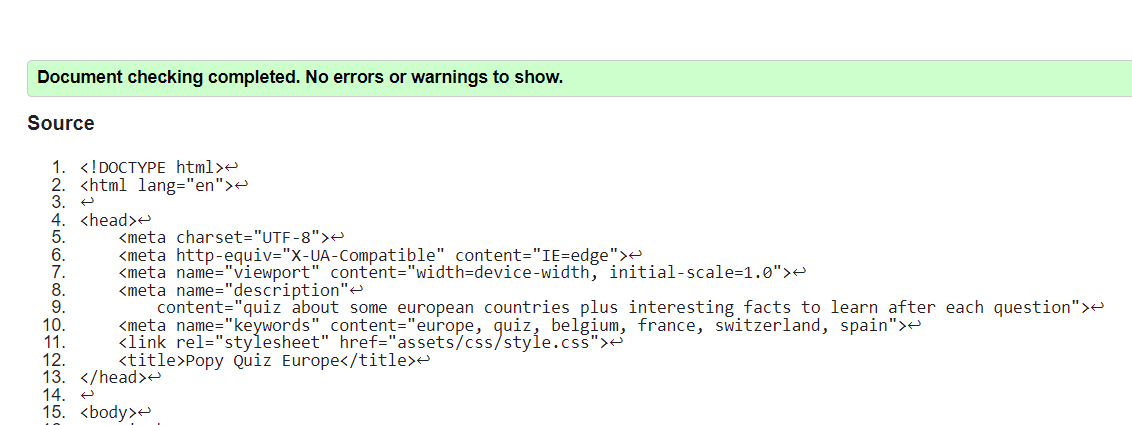 Document checking completed. No errors or warnings to show.
Source
1. <!DOCTYPE html>↩
2. <html lang="en">↩
3. ↩
4. <head>↩
5.     <meta charset="UTF-8">↩
6.     <meta http-equiv="X-UA-Compatible" content="IE=edge">↩
7.     <meta name="viewport" content="width=device-width, initial-scale=1.0">↩
8.     <meta name="description"↩
9.         content="quiz about some european countries plus interesting facts to learn after each question">↩
10.     <meta name="keywords" content="europe, quiz, belgium, france, switzerland, spain">↩
11.     <link rel="stylesheet" href="assets/css/style.css">↩
12.     <title>Popy Quiz Europe</title>↩
13. </head>↩
14. ↩
15. <body>↩